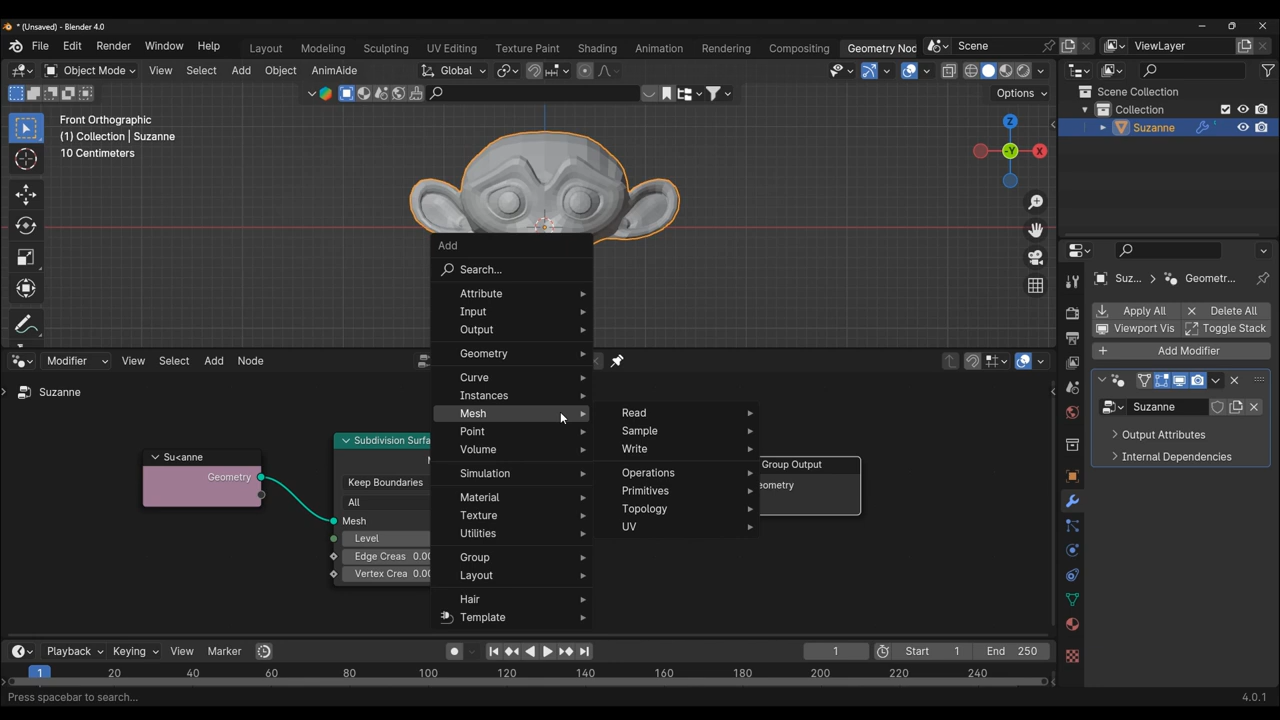 * (Unsaved) - Blender 4.0
File Edit Render Window Help Layout Modeling Sculpting UV Editing Texture Paint Shading Animation Rendering Compositing Geometry Noc Scene ViewLayer
Object Mode View Select Add Object AnimAide Global
Options
Front Orthographic
(1) Collection | Suzanne
10 Centimeters
Z
-Y
X
Scene Collection
Collection
Suzanne
Suz... > Geometr...
Apply All Delete All
Viewport Vis Toggle Stack
Add Modifier
Suzanne
Output Attributes
Internal Dependencies
Modifier View Select Add Node
Suzanne
Su<anne
Geometry
Subdivision Surfa
Keep Boundaries
All
Mesh
Level
Edge Creas 0.00
Vertex Crea 0.00
Group Output
eometry
Add
Search...
Attribute
Input
Output
Geometry
Curve
Instances
Mesh
Point
Volume
Simulation
Material
Texture
Utilities
Group
Layout
Hair
Template
Read
Sample
Write
Operations
Primitives
Topology
UV
Playback Keying View Marker 1 Start 1 End 250
1 20 40 60 80 100 120 140 160 180 200 220 240
Press spacebar to search...
4.0.1